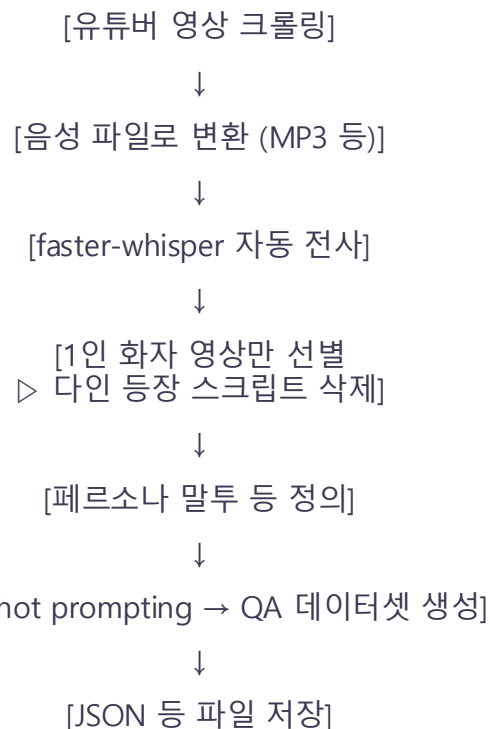 [유튜버 영상 크롤링]
↓
[음성 파일로 변환 (MP3 등)]
↓
[faster-whisper 자동 전사]
↓
[1인 화자 영상만 선별
▷ 다인 등장 스크립트 삭제]
↓
[페르소나 말투 등 정의]
↓
prompting → QA 데이터셋 생성]
↓
[JSON 등 파일 저장]